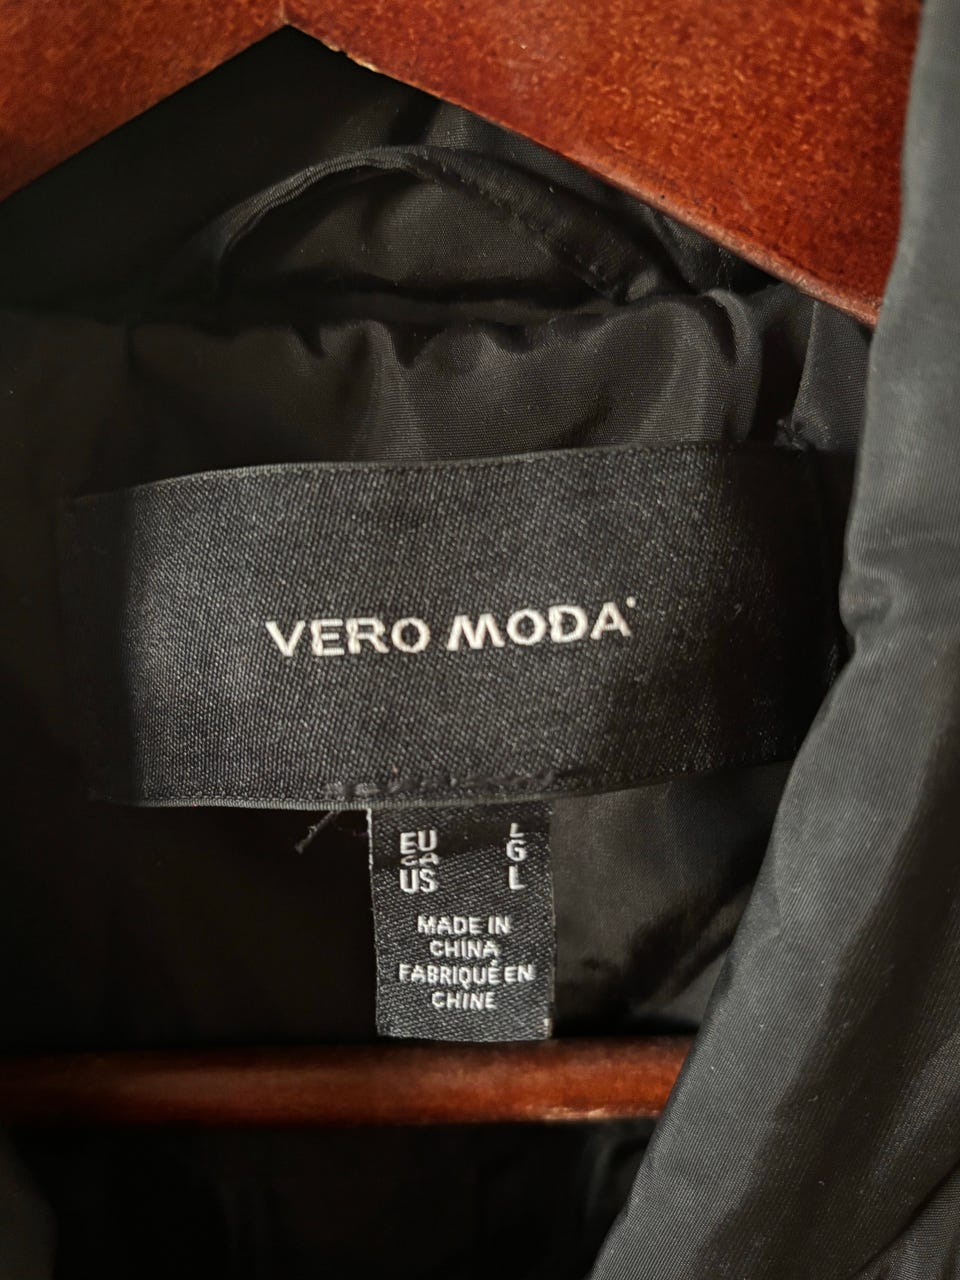 VERO MODA
EU L
CA G
US L
MADE IN
CHINA
FABRIQUÉ EN
CHINE